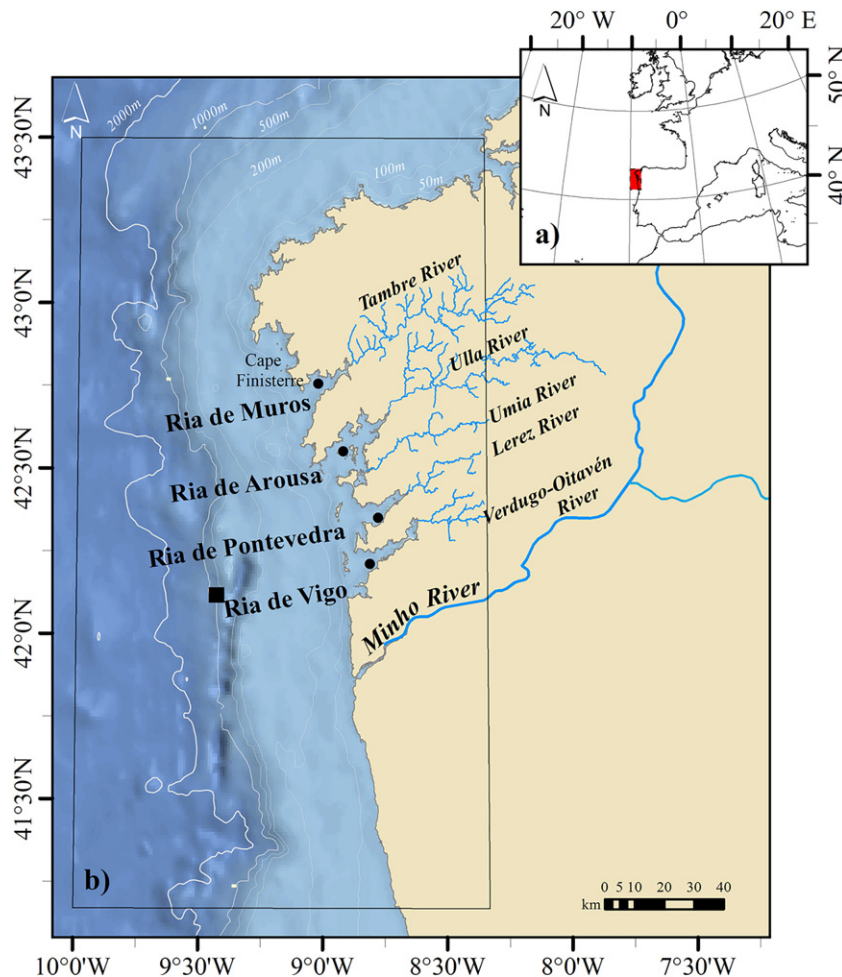 20° W 0° 20° E
50° N
40° N
a)
N
N
2000m
1000m
500m
200m
100m
50m
43°30'N
43°0'N
42°30'N
42°0'N
41°30'N
Tambre River
Ulla River
Cape
Finisterre
Umia River
Ria de Muros
Lerez River
Ria de Arousa
Verdugo-Oitavén
River
Ria de Pontevedra
Ria de Vigo
Minho River
b)
0 5 10 20 30 40
km
10°0'W 9°30'W 9°0'W 8°30'W 8°0'W 7°30'W